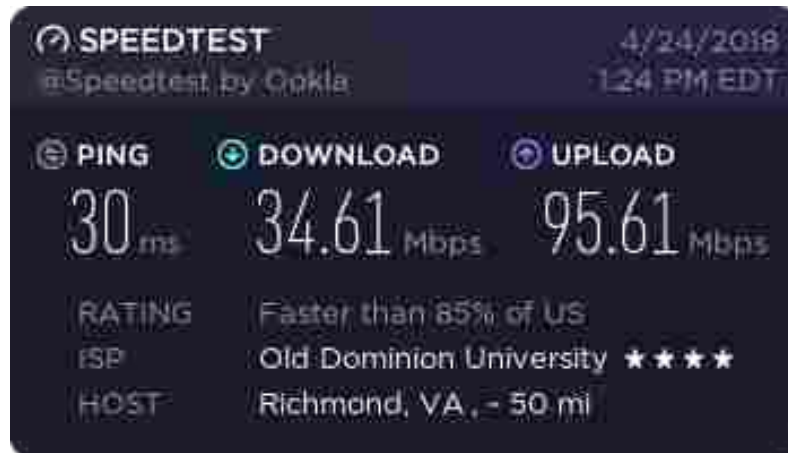 SPEEDTEST 4/24/2018
@Speedtest by Ookla 1:24 PM EDT
PING DOWNLOAD UPLOAD
30 ms 34.61 Mbps 95.61 Mbps
RATING Faster than 85% of US
ISP Old Dominion University ★★★★
HOST Richmond, VA, ~ 50 mi